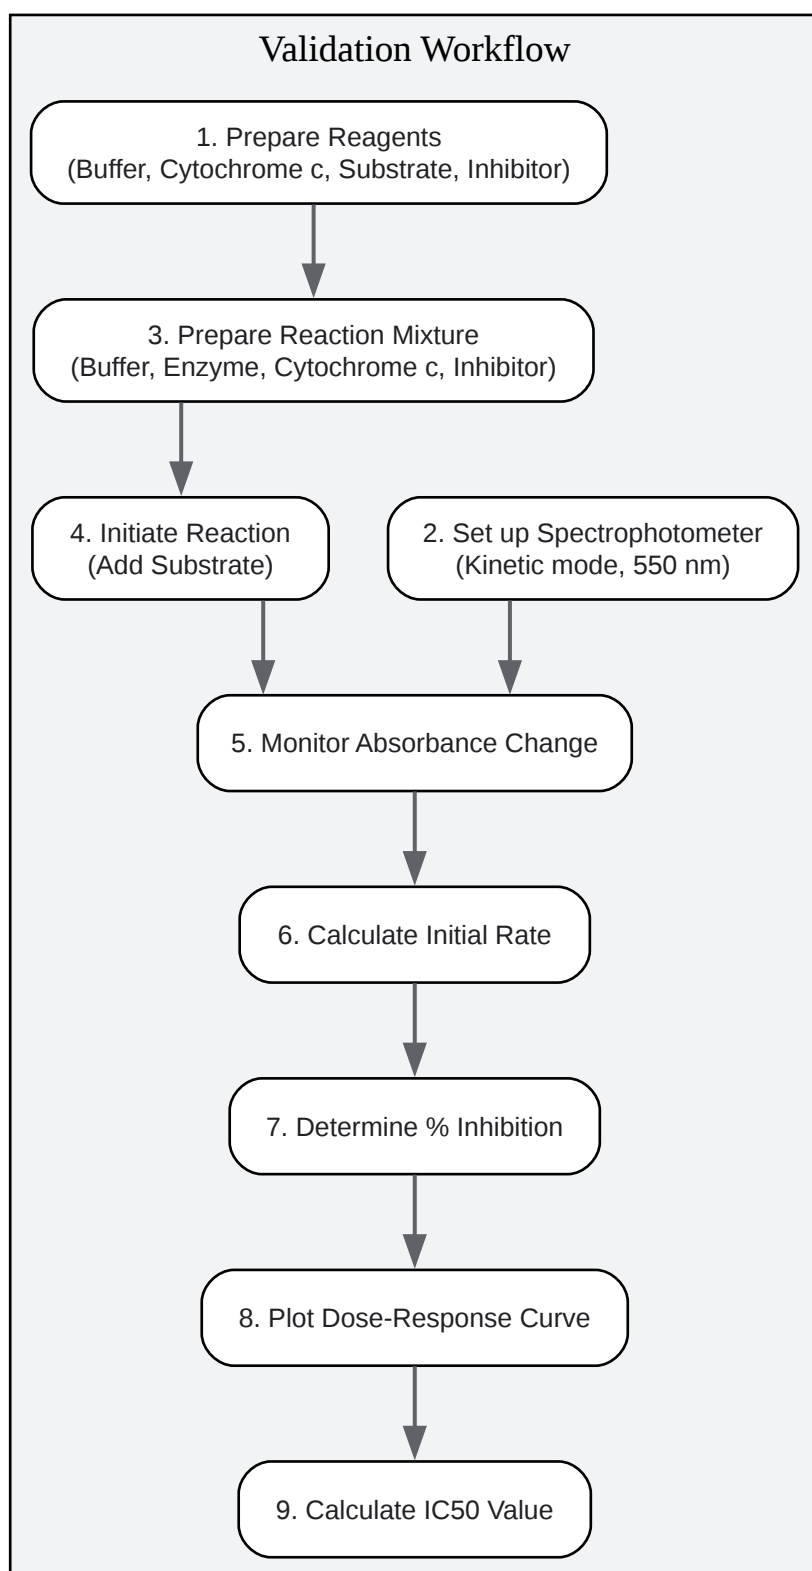 Validation Workflow
1. Prepare Reagents
(Buffer, Cytochrome c, Substrate, Inhibitor)
3. Prepare Reaction Mixture
(Buffer, Enzyme, Cytochrome c, Inhibitor)
4. Initiate Reaction
(Add Substrate)
2. Set up Spectrophotometer
(Kinetic mode, 550 nm)
5. Monitor Absorbance Change
6. Calculate Initial Rate
7. Determine % Inhibition
8. Plot Dose-Response Curve
9. Calculate IC50 Value